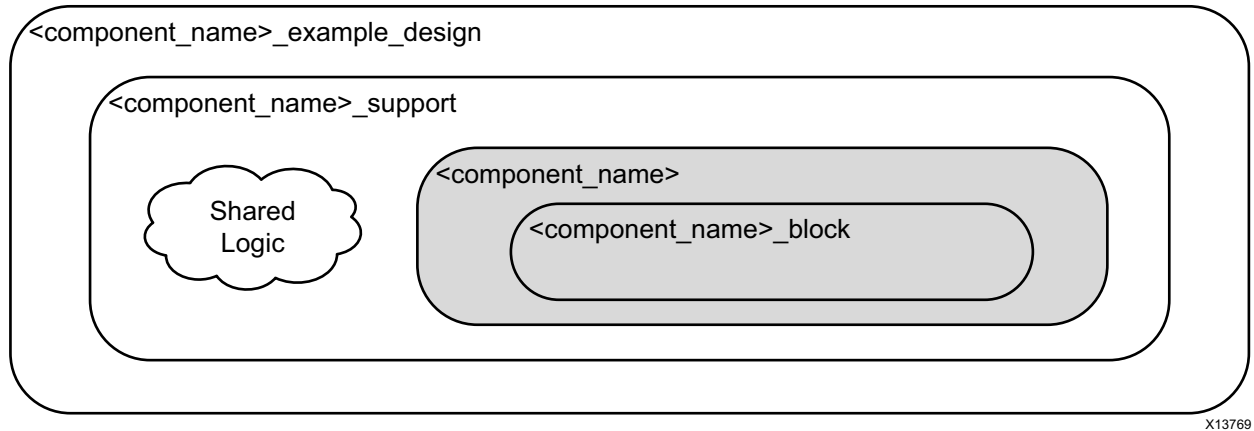 <component_name>_example_design
<component_name>_support
<component_name>
Shared
Logic
<component_name>_block
X13769